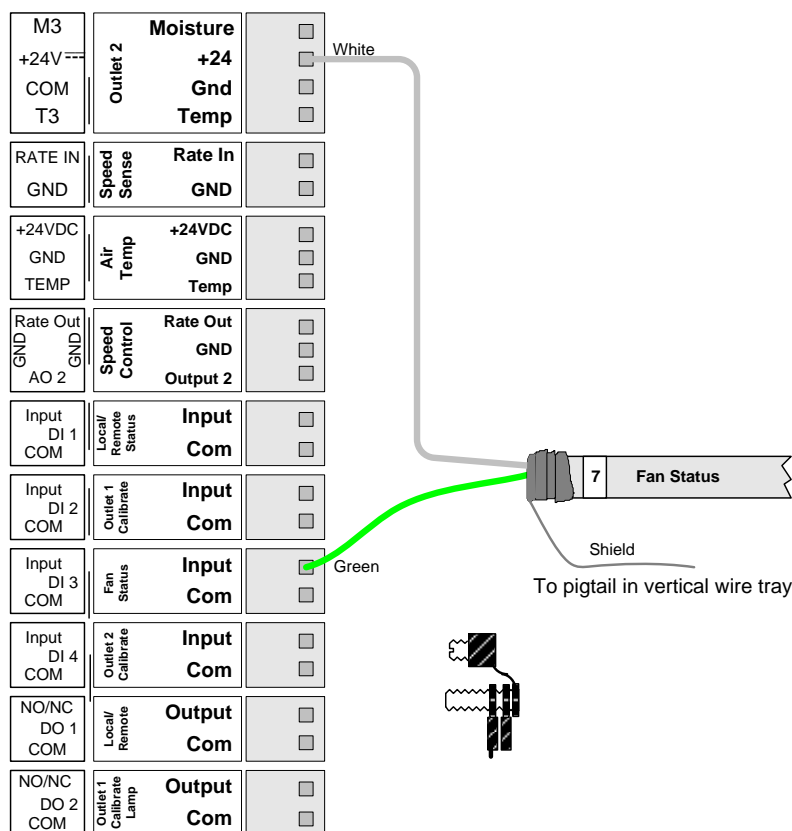 M3
+24V
COM
T3
Outlet 2
Moisture
+24
Gnd
Temp
White
RATE IN
GND
Speed
Sense
Rate In
GND
+24VDC
GND
TEMP
Air
Temp
+24VDC
GND
Temp
Rate Out
GND
GND
AO 2
Speed
Control
Rate Out
GND
Output 2
Input
DI 1
COM
Local/
Remote
Status
Input
Com
Input
DI 2
COM
Outlet 1
Calibrate
Input
Com
7
Fan Status
Input
DI 3
COM
Fan
Status
Input
Com
Green
Shield
To pigtail in vertical wire tray
Input
DI 4
COM
Outlet 2
Calibrate
Input
Com
NO/NC
DO 1
COM
Local/
Remote
Output
Com
NO/NC
DO 2
COM
Outlet 1
Calibrate
Lamp
Output
Com